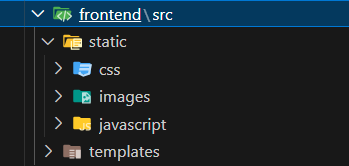 frontend\src
static
css
images
javascript
templates